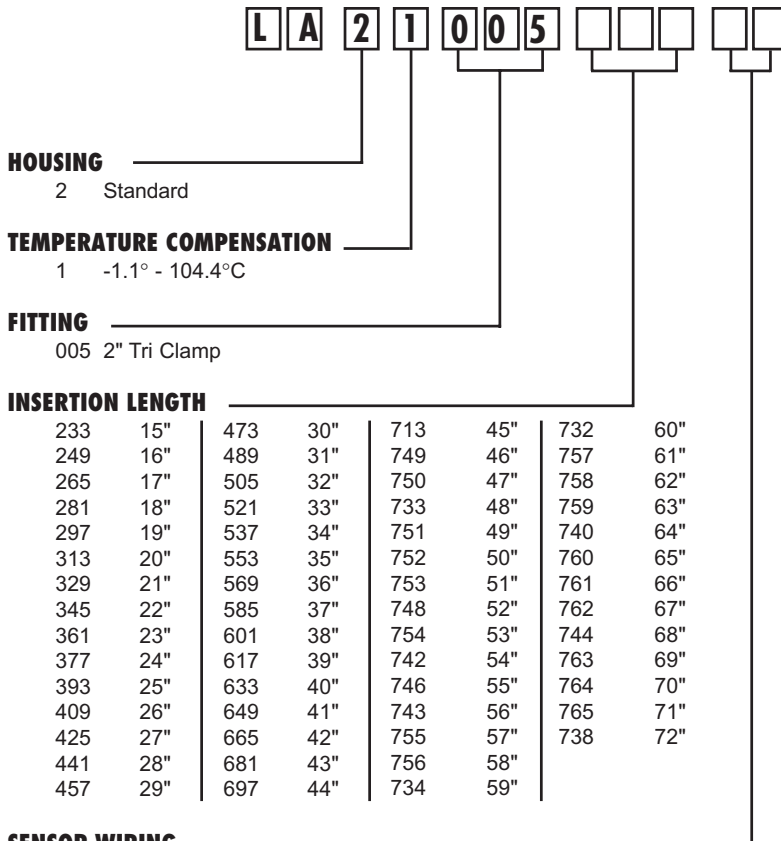 L A 2 1 0 0 5
HOUSING
2 Standard
TEMPERATURE COMPENSATION
1 -1.1° - 104.4°C
FITTING
005 2" Tri Clamp
INSERTION LENGTH
233 15" 473 30" 713 45" 732 60"
249 16" 489 31" 749 46" 757 61"
265 17" 505 32" 750 47" 758 62"
281 18" 521 33" 733 48" 759 63"
297 19" 537 34" 751 49" 740 64"
313 20" 553 35" 752 50" 760 65"
329 21" 569 36" 753 51" 761 66"
345 22" 585 37" 748 52" 762 67"
361 23" 601 38" 754 53" 744 68"
377 24" 617 39" 742 54" 763 69"
393 25" 633 40" 746 55" 764 70"
409 26" 649 41" 743 56" 765 71"
425 27" 665 42" 755 57" 738 72"
441 28" 681 43" 756 58"
457 29" 697 44" 734 59"
SENSOR WIRING